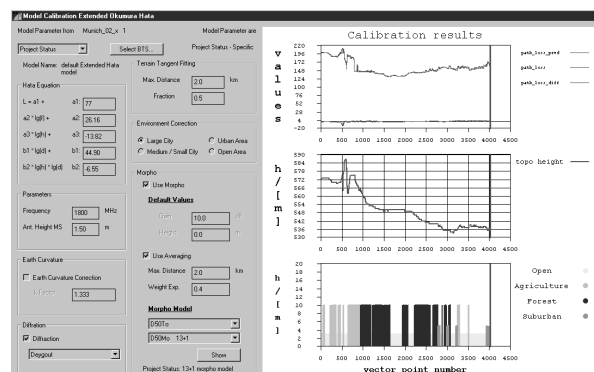 Model Calibration Extended Okumura Hata
Model Parameter from Munich_02_x 1 Model Parameter are
Project Status Select BTS... Project Status - Specific
Model Name: default Extended Hata model
Hata Equation
L = a1 + a1: 77
a2 * lg(f) + a2: 26.16
a3 * lg(h) + a3: -13.82
b1 * lg(d) + b1: 44.90
b2 * lg(h) * lg(d) b2: -6.55
Parameters
Frequency 1800 MHz
Ant. Height MS 1.50 m
Earth Curvature
Earth Curvature Correction
k Factor 1.333
Difration
Diffraction
Deygout
Terrain Tangent Fitting
Max. Distance 2.0 km
Fraction 0.5
Environment Correction
Large City Urban Area
Medium / Small City Open Area
Morpho
Use Morpho
Default Values
10.0 dB
Height 0.0 m
Use Averaging
Max. Distance 2.0 km
Weight Exp. 0.4
Morpho Model
D50To
D50Mo 13+1
Show
Project Status: 13+1 morpho model
Calibration results
values
220
196
172
148
124
100
76
52
28
4
-20
0 500 1000 1500 2000 2500 3000 3500 4000 4500
path_loss_pred
path_loss
path_loss_diff
h/[m]
590
584
578
572
566
560
554
548
542
536
530
0 500 1000 1500 2000 2500 3000 3500 4000 4500
topo height
h/[m]
20
18
16
14
12
10
8
6
4
2
0
0 500 1000 1500 2000 2500 3000 3500 4000 4500
vector point number
Open
Agriculture
Forest
Suburban